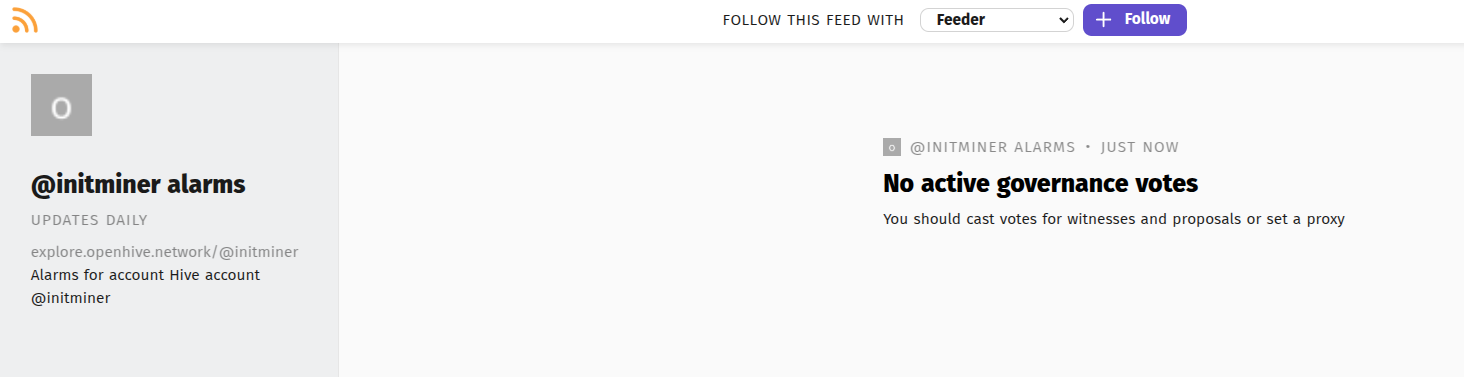 FOLLOW THIS FEED WITH Feeder Follow
O
@initminer alarms
UPDATES DAILY
explore.openhive.network/@initminer
Alarms for account Hive account
@initminer
O @INITMINER ALARMS • JUST NOW
No active governance votes
You should cast votes for witnesses and proposals or set a proxy